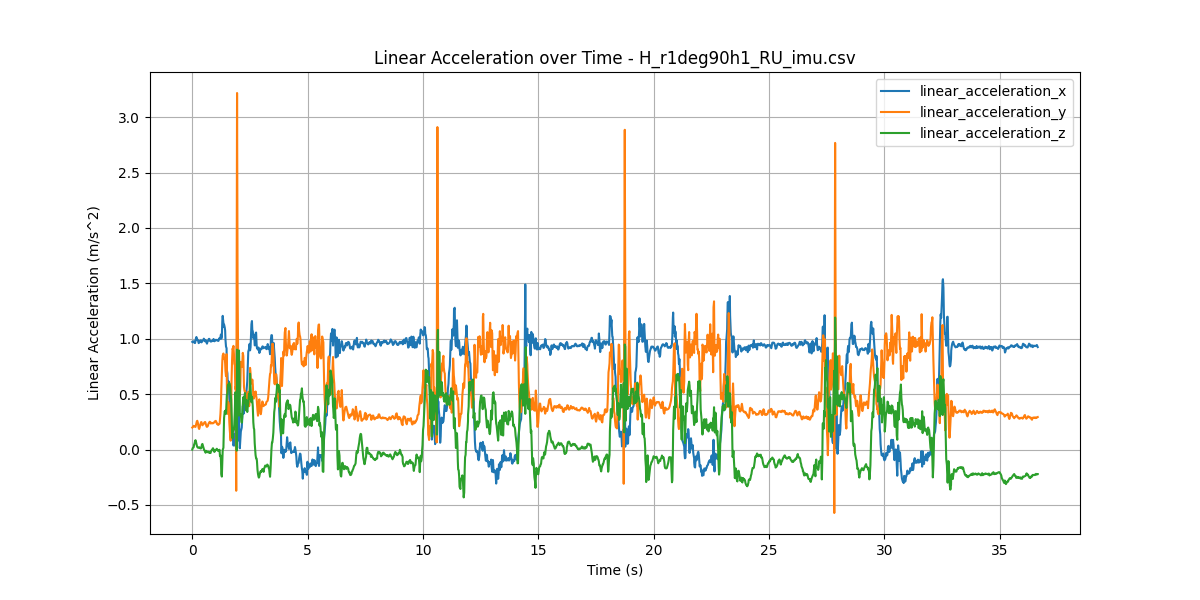 Linear Acceleration over Time - H_r1deg90h1_RU_imu.csv
linear_acceleration_x
linear_acceleration_y
linear_acceleration_z
Linear Acceleration (m/s^2)
3.0
2.5
2.0
1.5
1.0
0.5
0.0
−0.5
0 5 10 15 20 25 30 35
Time (s)